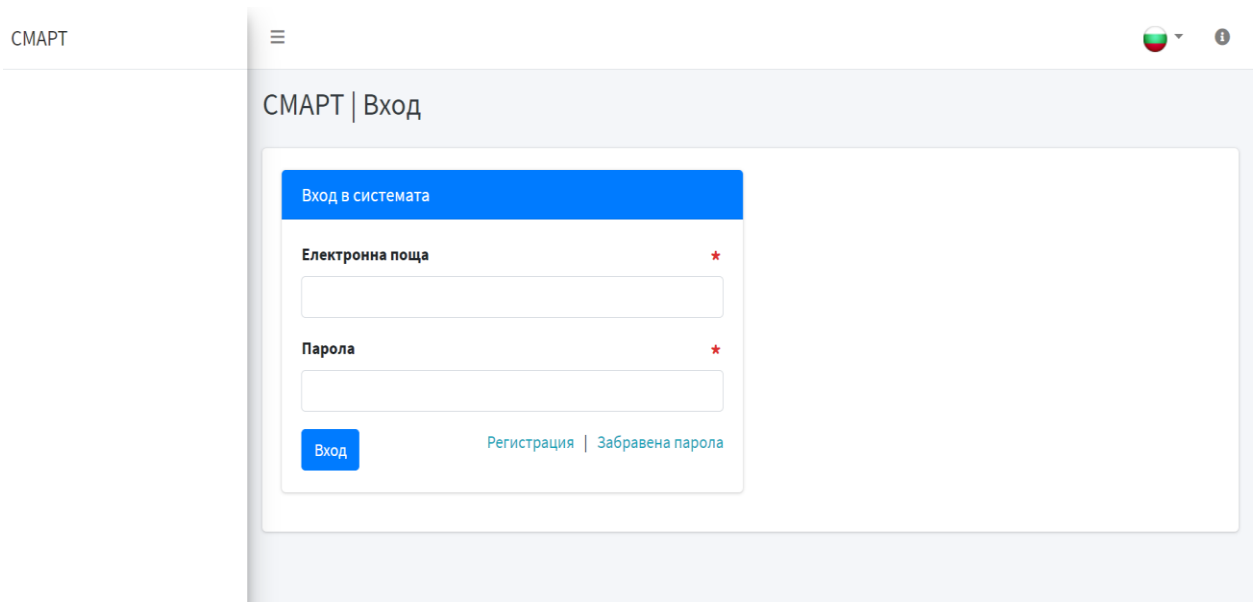 СМАРТ
СМАРТ | Вход
Вход в системата
Електронна поща *
Парола *
Вход
Регистрация | Забравена парола